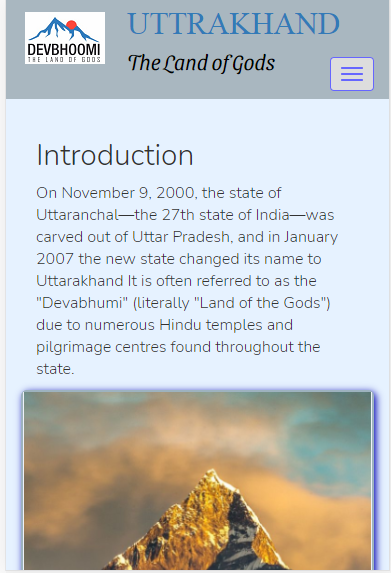 DEVBHOOMI
THE LAND OF GODS
UTTRAKHAND
The Land of Gods
Introduction
On November 9, 2000, the state of
Uttaranchal—the 27th state of India—was
carved out of Uttar Pradesh, and in January
2007 the new state changed its name to
Uttarakhand It is often referred to as the
"Devabhumi" (literally "Land of the Gods")
due to numerous Hindu temples and
pilgrimage centres found throughout the
state.